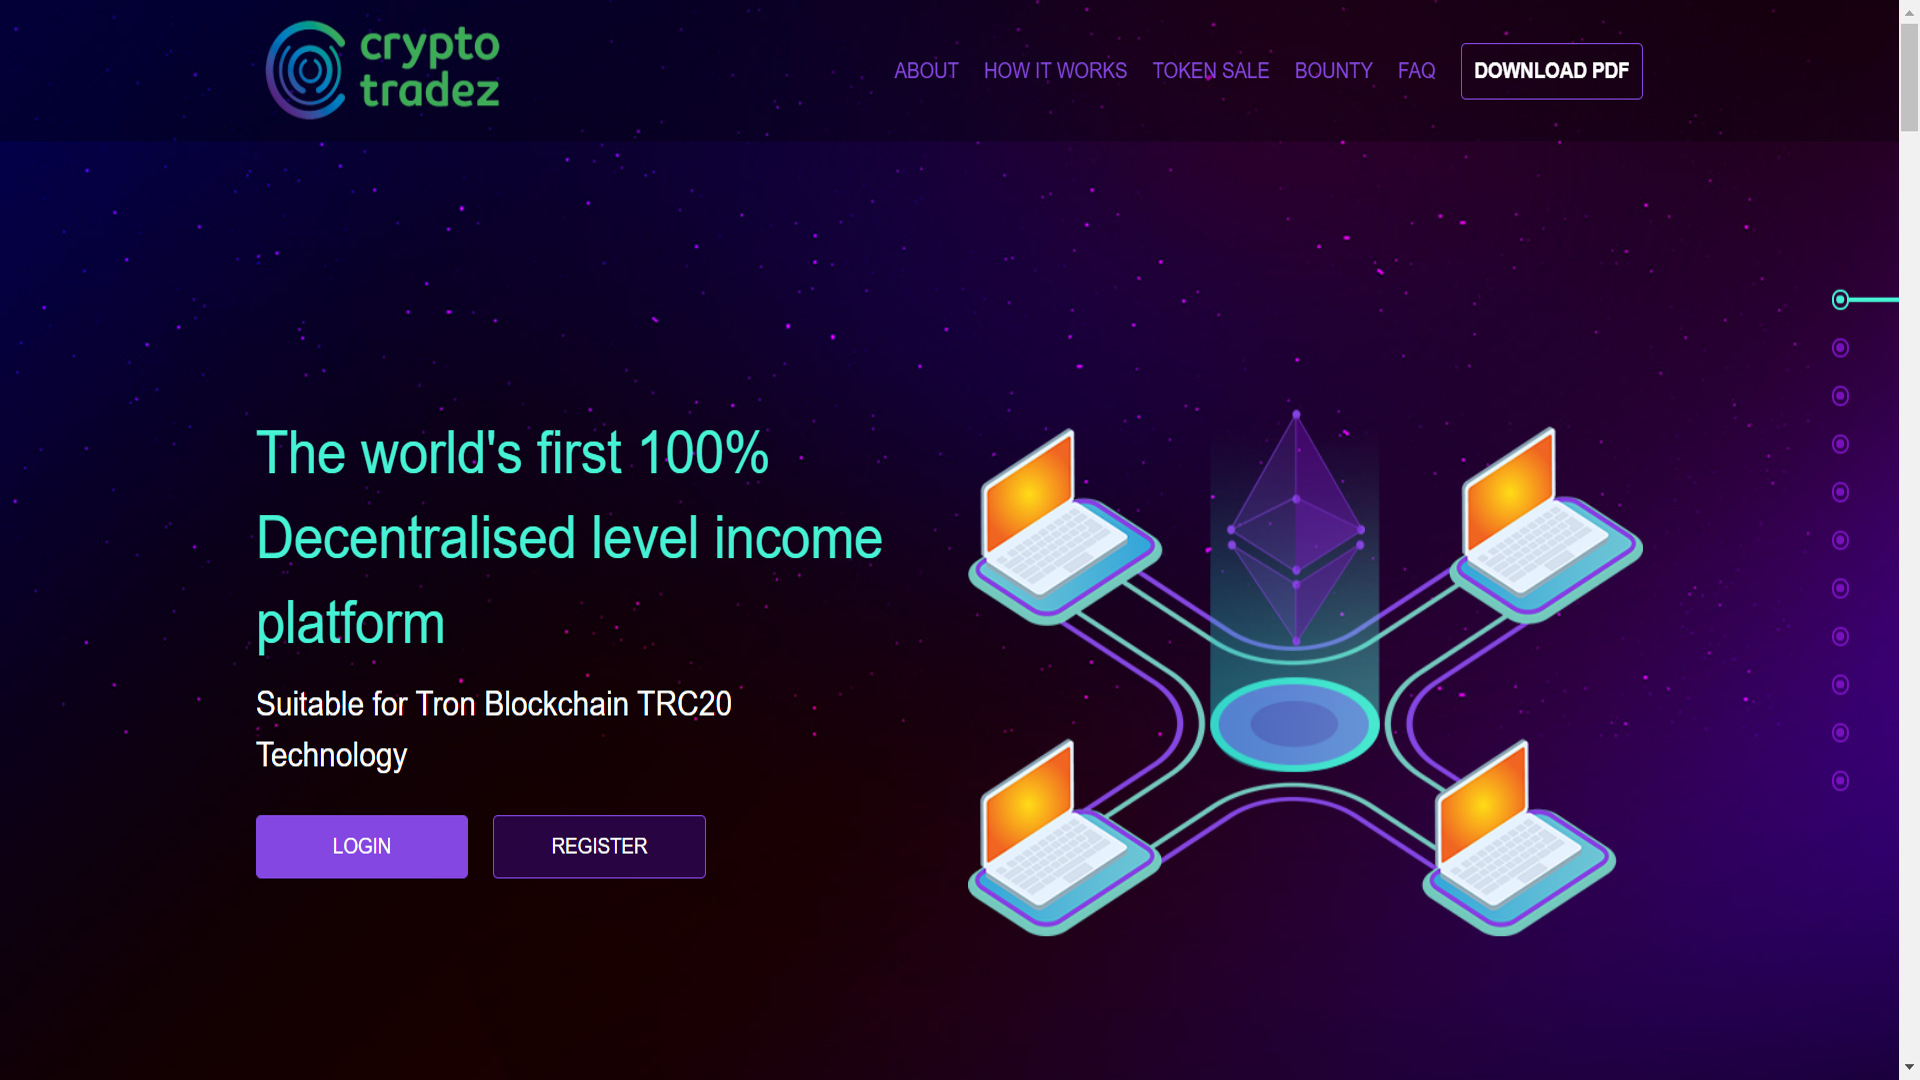 crypto
tradez
ABOUT HOW IT WORKS TOKEN SALE BOUNTY FAQ DOWNLOAD PDF
The world's first 100%
Decentralised level income
platform
Suitable for Tron Blockchain TRC20
Technology
LOGIN REGISTER